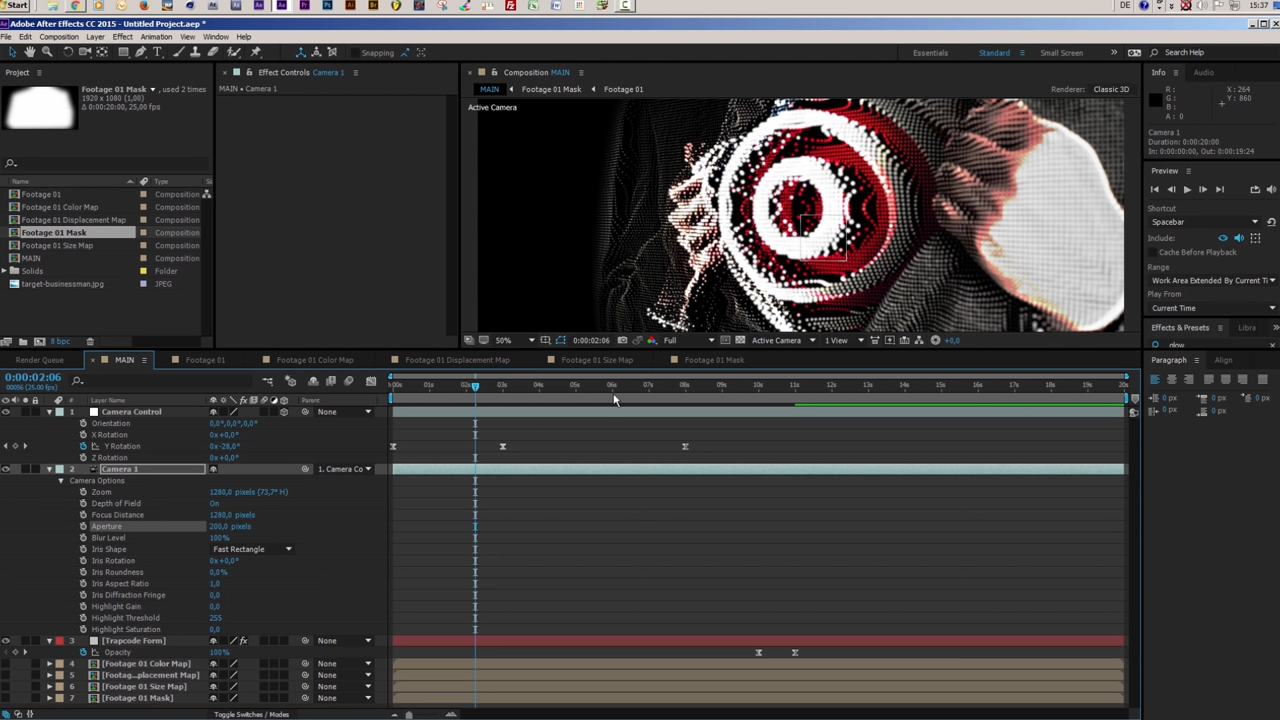 Start
DE
15:37
Adobe After Effects CC 2015 - Untitled Project.aep *
File Edit Composition Layer Effect Animation View Window Help
Snapping
Essentials Standard Small Screen Search Help
Project
Effect Controls Camera 1
Composition MAIN
Info Audio
Footage 01 Mask , used 2 times
1920 x 1080 (1,00)
0:00:20:00, 25,00 fps
MAIN • Camera 1
MAIN Footage 01 Mask Footage 01
Renderer: Classic 3D
Active Camera
R :
G :
B :
A : 0
X : 264
Y : 860
Camera 1
Duration: 0:00:20:00
In: 0:00:00:00, Out: 0:00:19:24
Name Type
Footage 01 Composition
Footage 01 Color Map Composition
Footage 01 Displacement Map Composition
Footage 01 Mask Composition
Footage 01 Size Map Composition
MAIN Composition
Solids Folder
target-businessman.jpg JPEG
8 bpc
Preview
Shortcut
Spacebar
Include:
Cache Before Playback
Range
Work Area Extended By Current Ti
Play From
Current Time
Effects & Presets Libra
glow
50% 0:00:02:06 Full Active Camera 1 View +0,0
Render Queue MAIN Footage 01 Footage 01 Color Map Footage 01 Displacement Map Footage 01 Size Map Footage 01 Mask
Paragraph Align
0 px 0 px 0 px
0 px 0 px
0:00:02:06
00056 (25.00 fps)
01s 02s 03s 04s 05s 06s 07s 08s 09s 10s 11s 12s 13s 14s 15s 16s 17s 18s 19s 20s
# Layer Name Parent
1 Camera Control None
Orientation 0,0°,0,0°,0,0°
X Rotation 0x+0,0°
Y Rotation 0x-28,0°
Z Rotation 0x+0,0°
2 Camera 1 1. Camera Co
Camera Options
Zoom 1280,0 pixels (73,7° H)
Depth of Field On
Focus Distance 1280,0 pixels
Aperture 200,0 pixels
Blur Level 100%
Iris Shape Fast Rectangle
Iris Rotation 0x+0,0°
Iris Roundness 0,0%
Iris Aspect Ratio 1,0
Iris Diffraction Fringe 0,0
Highlight Gain 0,0
Highlight Threshold 255
Highlight Saturation 0,0
3 [Trapcode Form] None
Opacity 100%
4 [Footage 01 Color Map] None
5 [Footag...placement Map] None
6 [Footage 01 Size Map] None
7 [Footage 01 Mask] None
Toggle Switches / Modes